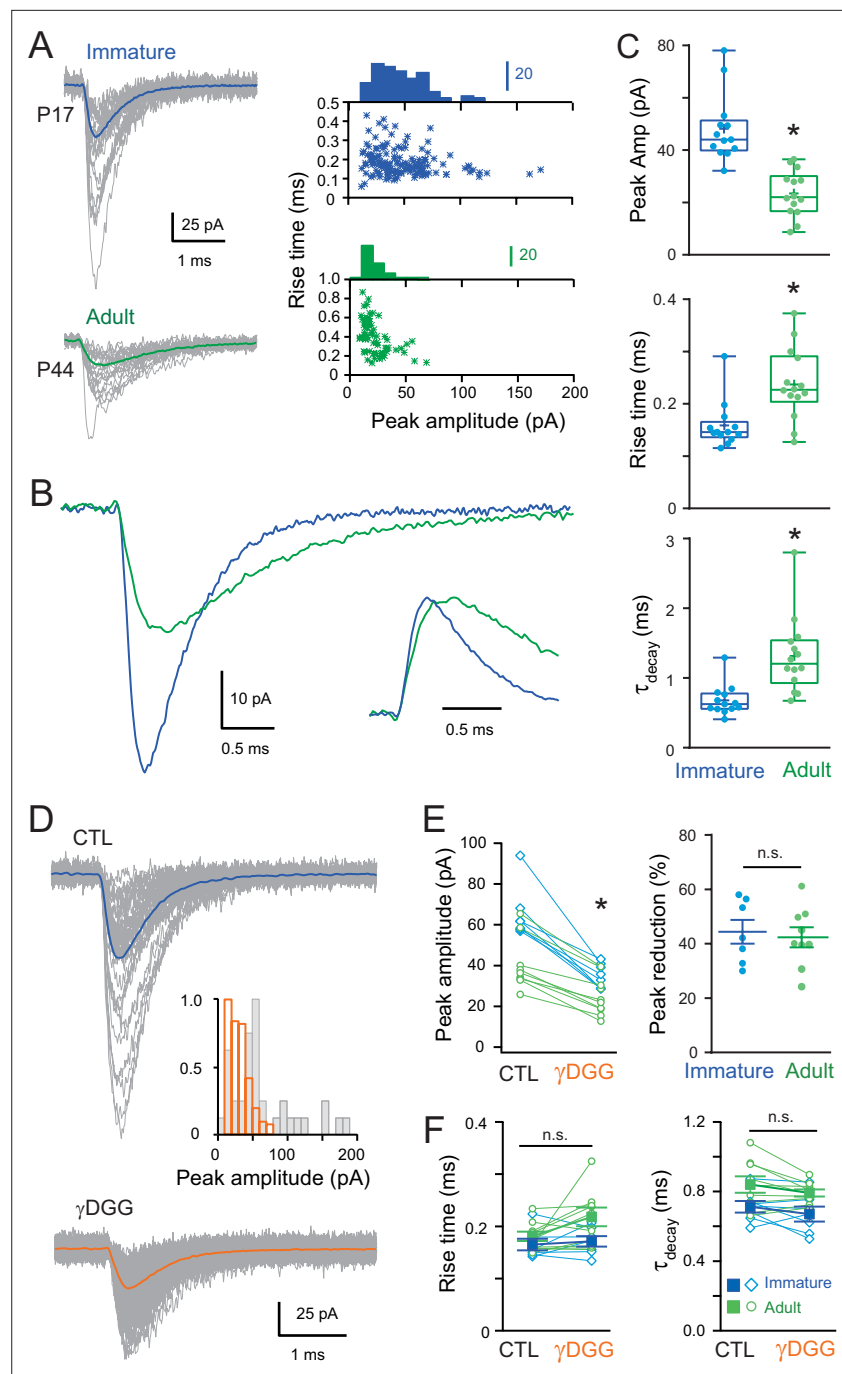 A
Immature
P17
25 pA
1 ms
Adult
P44
20
0.5
0.4
0.3
0.2
0.1
0
Rise time (ms)
20
1.0
0.8
0.6
0.4
0.2
0
0 50 100 150 200
Peak amplitude (pA)
B
10 pA
0.5 ms
0.5 ms
C
80
40
0
Peak Amp (pA)
*
0.4
0.2
0
Rise time (ms)
*
3
2
1
0
τdecay (ms)
*
Immature Adult
D
CTL
1.0
0.5
0
0 100 200
Peak amplitude (pA)
γDGG
25 pA
1 ms
E
100
80
60
40
20
0
Peak amplitude (pA)
*
CTL γDGG
80
60
40
20
0
Peak reduction (%)
n.s.
Immature Adult
F
0.4
0.2
0
Rise time (ms)
n.s.
CTL γDGG
1.2
0.8
0.4
0.0
τdecay (ms)
n.s.
Immature
Adult
CTL γDGG